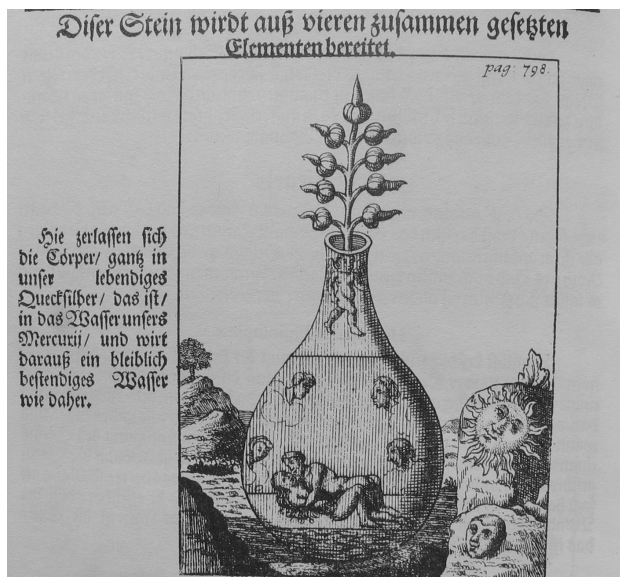 Diser Stein wirdt auß vieren zusammen gesetzten
Elementen bereitet.
pag: 798.
Hie zerlassen sich
die Cörper/ gantz in
unser lebendiges
Quecksilber/ das ist/
in das Wasser unsers
Mercurij/ und wirt
darauß ein bleiblich
bestendiges Wasser
wie daher.